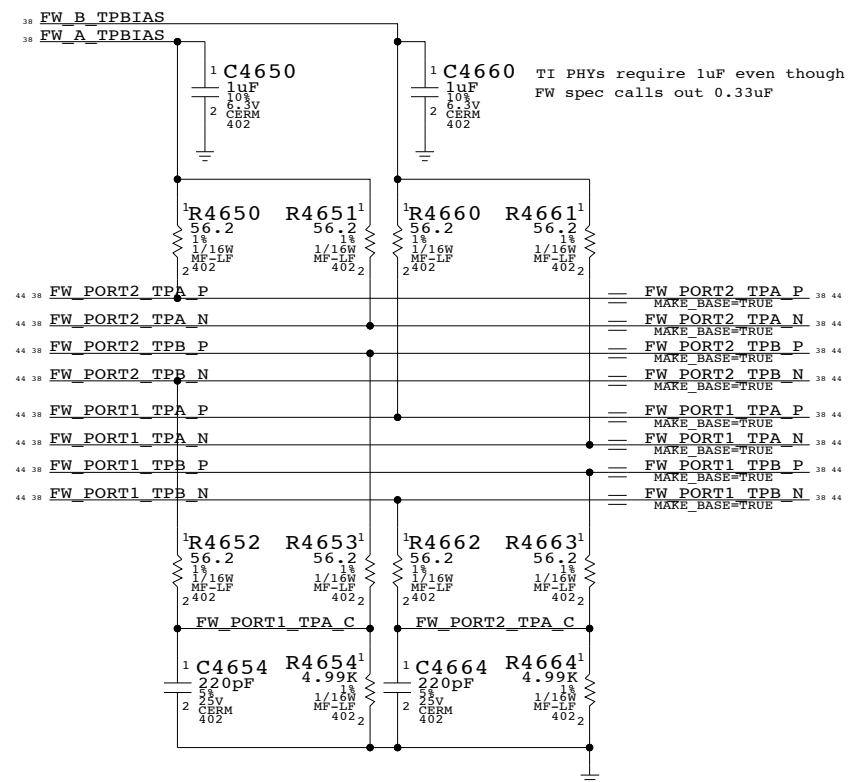 38 FW_B_TPBIAS
38 FW_A_TPBIAS
1 C4650
1uF
10%
6.3V
2 CERM
402
1 C4660
1uF
10%
6.3V
2 CERM
402
TI PHYs require 1uF even though
FW spec calls out 0.33uF
1 R4650
56.2
1%
1/16W
MF-LF
2 402
R4651 1
56.2
1%
1/16W
MF-LF
402 2
1 R4660
56.2
1%
1/16W
MF-LF
2 402
R4661 1
56.2
1%
1/16W
MF-LF
402 2
44 38 FW_PORT2_TPA_P FW_PORT2_TPA_P 38 44
MAKE_BASE=TRUE
44 38 FW_PORT2_TPA_N FW_PORT2_TPA_N 38 44
MAKE_BASE=TRUE
44 38 FW_PORT2_TPB_P FW_PORT2_TPB_P 38 44
MAKE_BASE=TRUE
44 38 FW_PORT2_TPB_N FW_PORT2_TPB_N 38 44
MAKE_BASE=TRUE
44 38 FW_PORT1_TPA_P FW_PORT1_TPA_P 38 44
MAKE_BASE=TRUE
44 38 FW_PORT1_TPA_N FW_PORT1_TPA_N 38 44
MAKE_BASE=TRUE
44 38 FW_PORT1_TPB_P FW_PORT1_TPB_P 38 44
MAKE_BASE=TRUE
44 38 FW_PORT1_TPB_N FW_PORT1_TPB_N 38 44
MAKE_BASE=TRUE
1 R4652
56.2
1%
1/16W
MF-LF
2 402
R4653 1
56.2
1%
1/16W
MF-LF
402 2
1 R4662
56.2
1%
1/16W
MF-LF
2 402
R4663 1
56.2
1%
1/16W
MF-LF
402 2
FW_PORT1_TPA_C
FW_PORT2_TPA_C
1 C4654
220pF
5%
25V
2 CERM
402
R4654 1
4.99K
1%
1/16W
MF-LF
402 2
1 C4664
220pF
5%
25V
2 CERM
402
R4664 1
4.99K
1%
1/16W
MF-LF
402 2